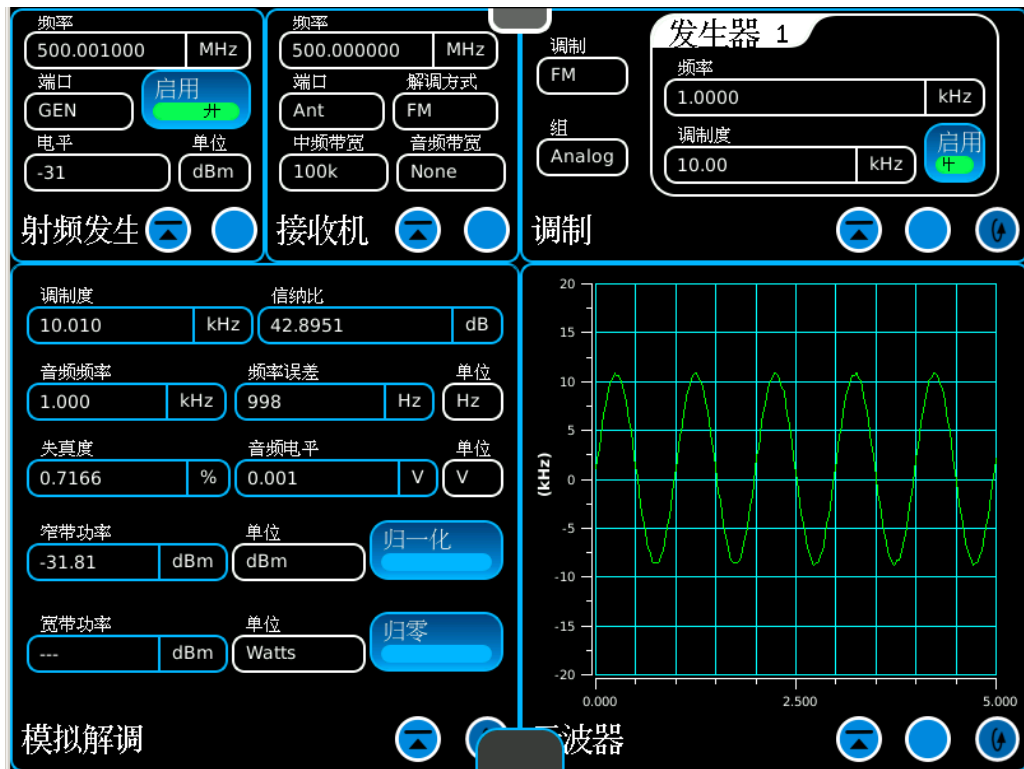 频率
500.001000 MHz
端口
GEN
启用
开
电平 单位
-31 dBm
射频发生
频率
500.000000 MHz
端口 解调方式
Ant FM
中频带宽 音频带宽
100k None
接收机
调制
FM
组
Analog
发生器 1
频率
1.0000 kHz
调制度
10.00 kHz
启用
开
调制
调制度 信纳比
10.010 kHz 42.8951 dB
音频频率 频率误差 单位
1.000 kHz 998 Hz Hz
失真度 音频电平 单位
0.7166 % 0.001 V V
窄带功率 单位
-31.81 dBm dBm
归一化
宽带功率 单位
--- dBm Watts
归零
模拟解调
20
15
10
5
0
-5
-10
-15
-20
(kHz)
0.000 2.500 5.000
波器